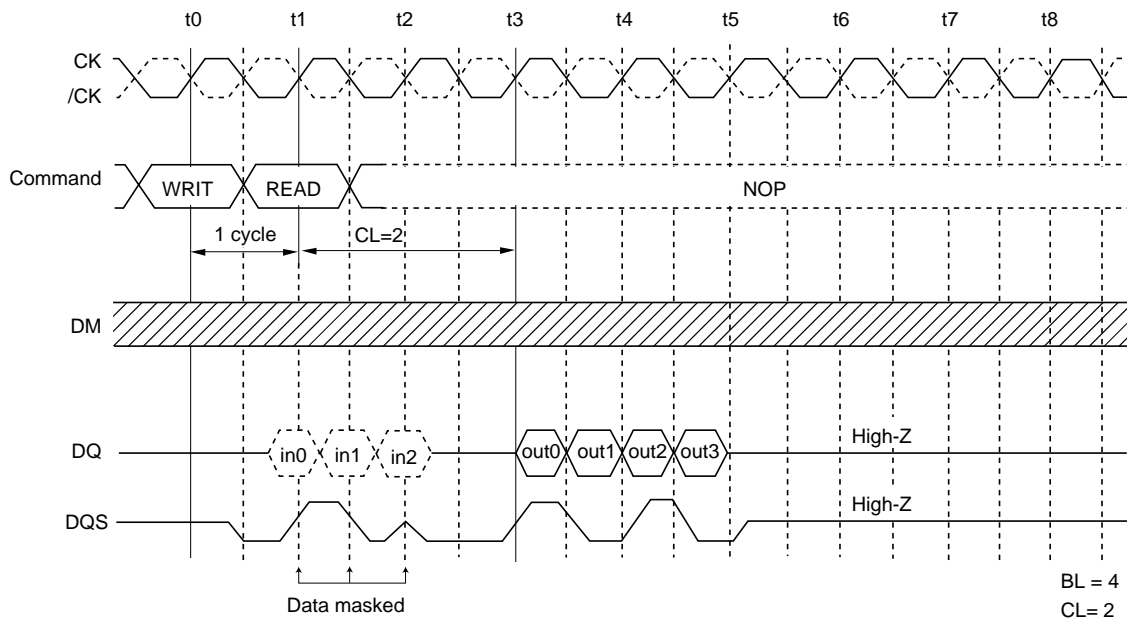 t0 t1 t2 t3 t4 t5 t6 t7 t8
CK
/CK
Command WRIT READ NOP
1 cycle CL=2
DM
DQ in0 in1 in2 out0 out1 out2 out3 High-Z
DQS High-Z
Data masked
BL = 4
CL= 2